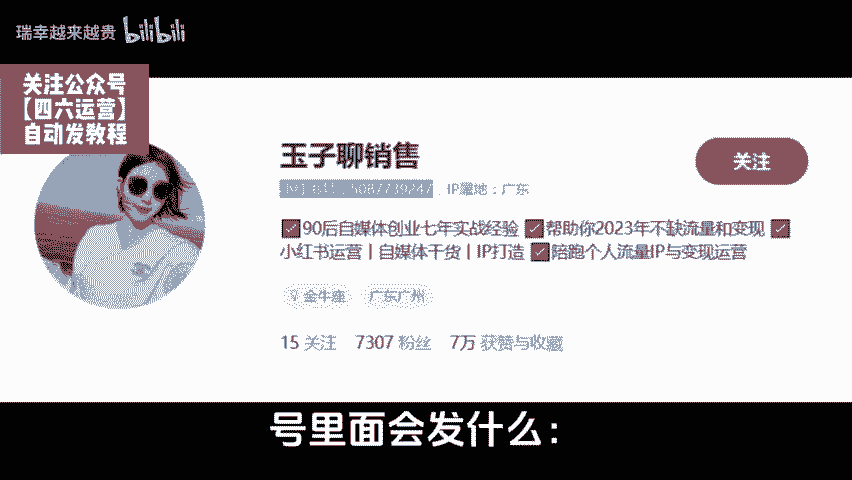 瑞幸越来越贵 bilibili
关注公众号
【四六运营】
自动发教程
玉子聊销售
关注
IP属地：广东
90后自媒体创业七年实战经验 帮助你2023年不缺流量和变现
小红书运营丨自媒体干货丨IP打造 陪跑个人流量IP与变现运营
金牛座 广东广州
15 关注 7307 粉丝 7万 获赞与收藏
号里面会发什么：